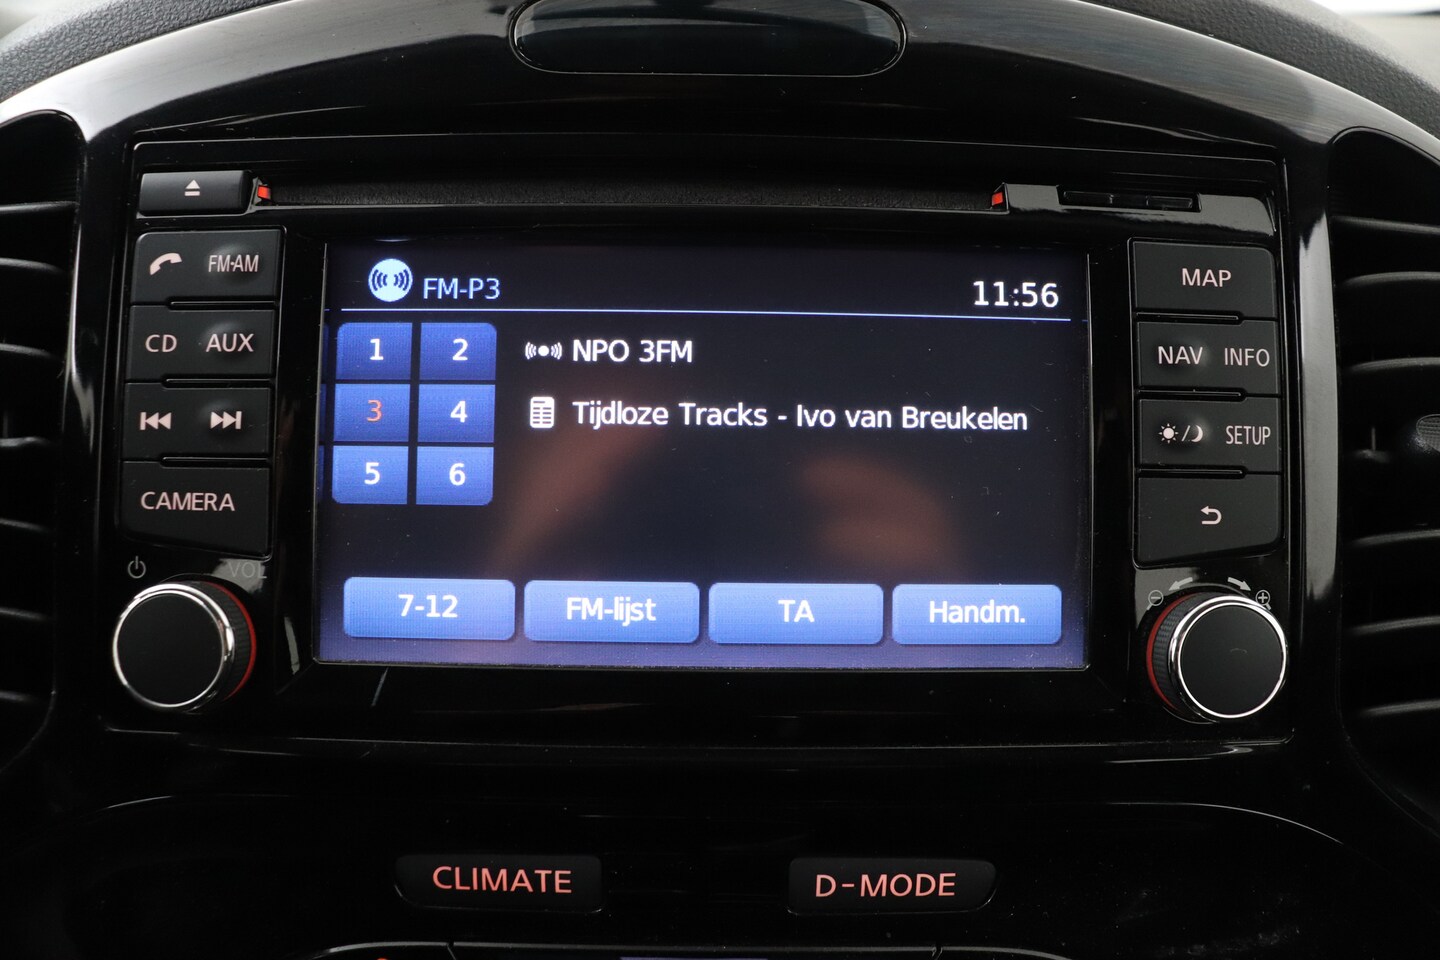 FM-AM
CD AUX
CAMERA
VOL
FM-P3
11:56
1 2
3 4
5 6
NPO 3FM
Tijdloze Tracks - Ivo van Breukelen
7-12
FM-lijst
TA
Handm.
MAP
NAV INFO
SETUP
CLIMATE
D-MODE